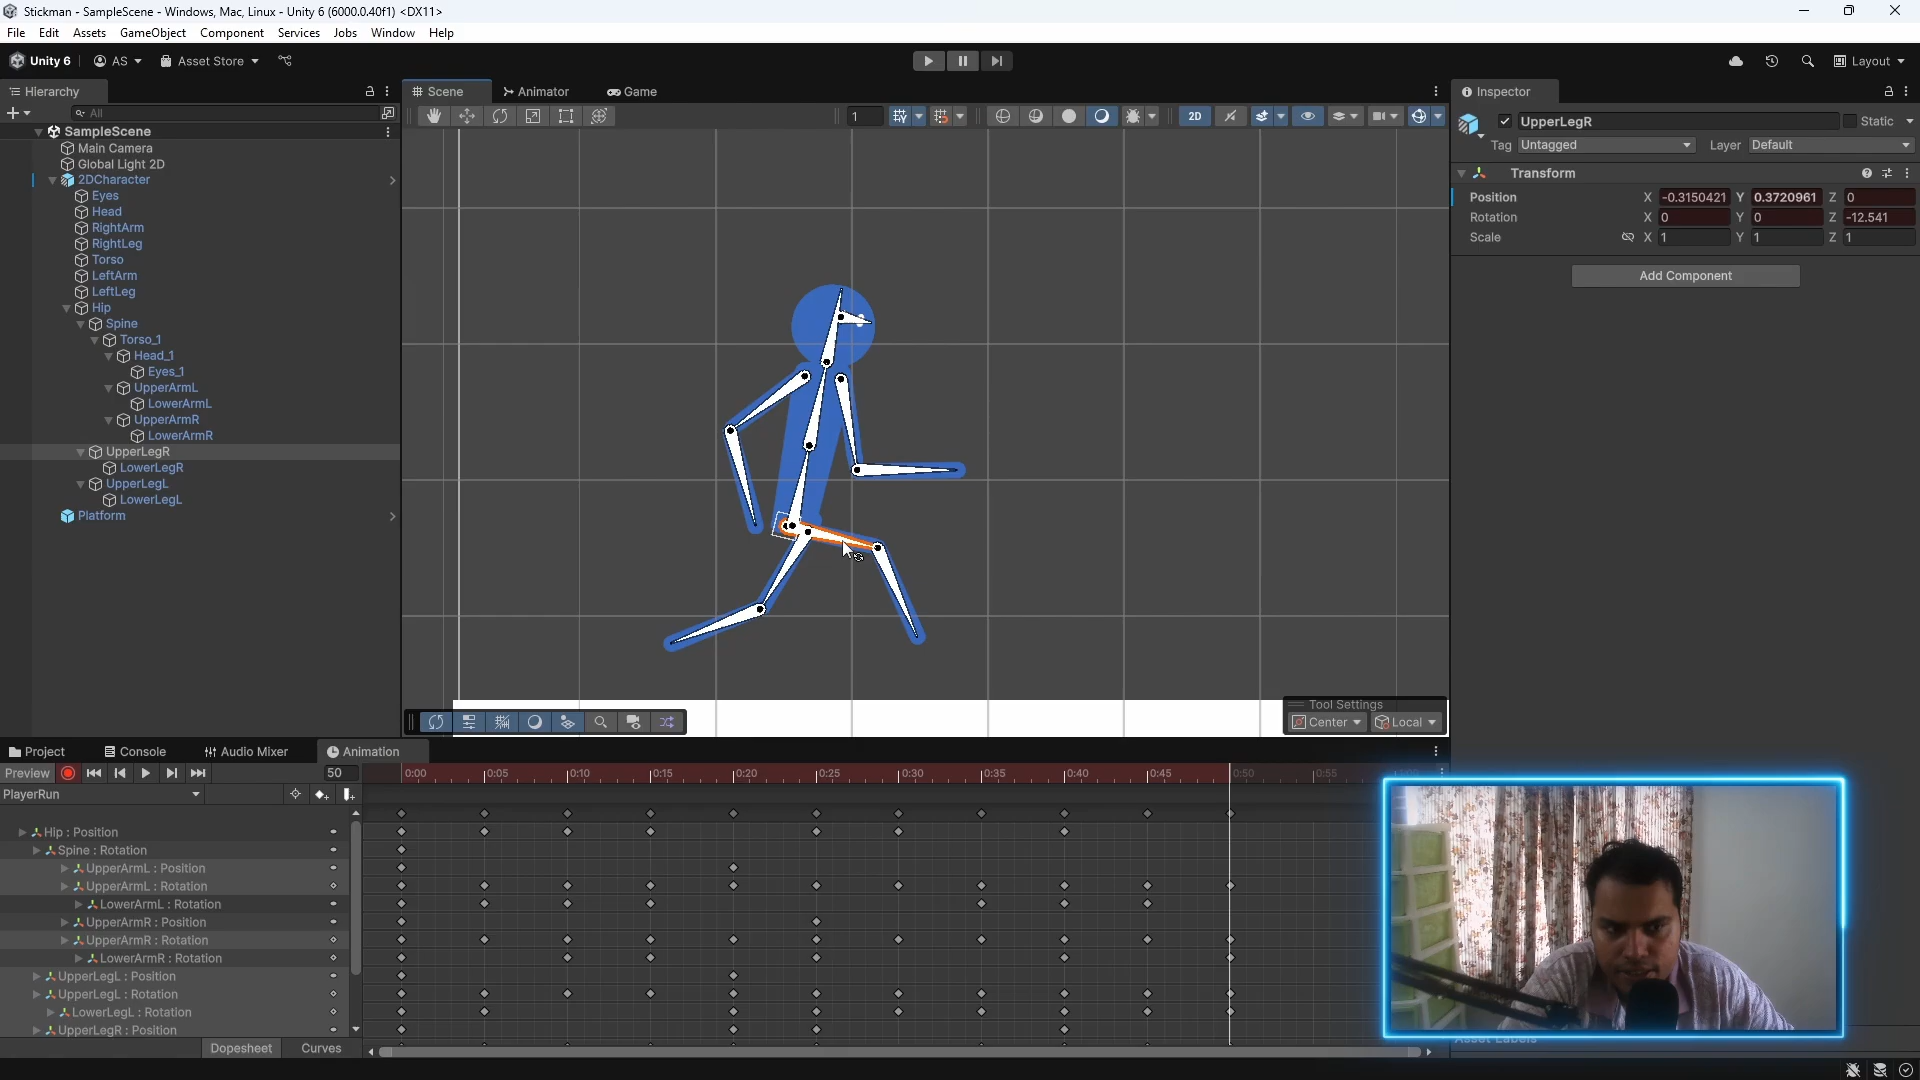 Stickman - SampleScene - Windows, Mac, Linux - Unity 6 (6000.0.40f1) <DX11>
File Edit Assets GameObject Component Services Jobs Window Help
Unity 6 AS Asset Store Layout
Hierarchy
All
SampleScene
Main Camera
Global Light 2D
2DCharacter
Eyes
Head
RightArm
RightLeg
Torso
LeftArm
LeftLeg
Hip
Spine
Torso_1
Head_1
Eyes_1
UpperArmL
LowerArmL
UpperArmR
LowerArmR
UpperLegR
LowerLegR
UpperLegL
LowerLegL
Platform
Scene Animator Game
1 2D
Tool Settings
Center Local
Inspector
UpperLegR Static
Tag Untagged Layer Default
Transform
Position X -0.3150421 Y 0.3720961 Z 0
Rotation X 0 Y 0 Z -12.541
Scale X 1 Y 1 Z 1
Add Component
Project Console Audio Mixer Animation
Preview 50 0:00 0:05 0:10 0:15 0:20 0:25 0:30 0:35 0:40 0:45 0:50 0:55
PlayerRun
Hip : Position
Spine : Rotation
UpperArmL : Position
UpperArmL : Rotation
LowerArmL : Rotation
UpperArmR : Position
UpperArmR : Rotation
LowerArmR : Rotation
UpperLegL : Position
UpperLegL : Rotation
LowerLegL : Rotation
UpperLegR : Position
Dopesheet Curves
Asset Labels